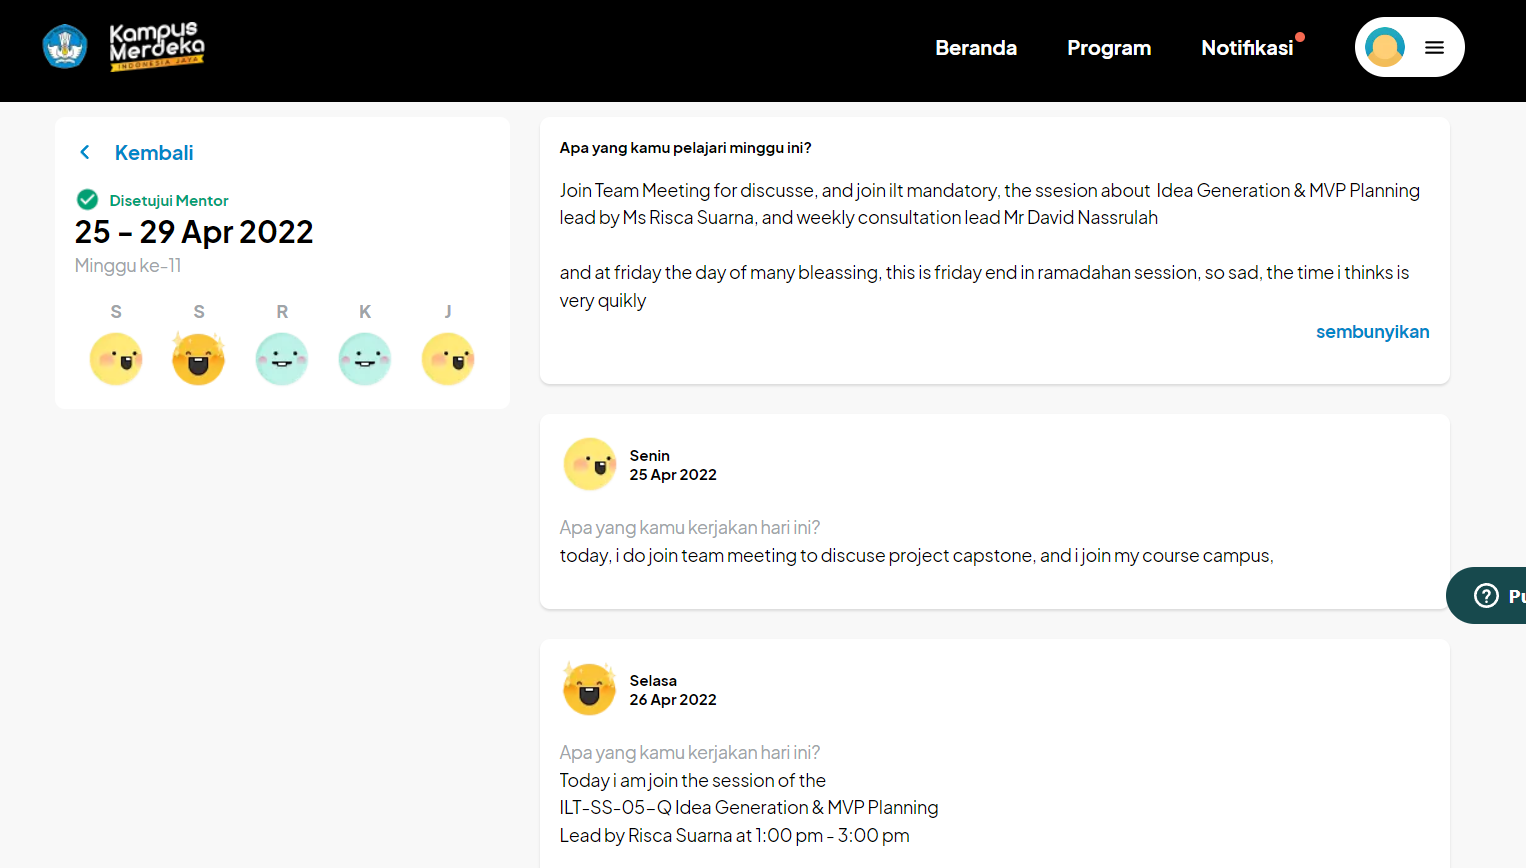 Kampus
Merdeka
INDONESIA JAYA
Beranda
Program
Notifikasi
Kembali
Disetujui Mentor
25 - 29 Apr 2022
Minggu ke-11
S S R K J
Apa yang kamu pelajari minggu ini?
Join Team Meeting for discusse, and join ilt mandatory, the ssesion about  Idea Generation & MVP Planning
lead by Ms Risca Suarna, and weekly consultation lead Mr David Nassrulah
and at friday the day of many bleassing, this is friday end in ramadahan session, so sad, the time i thinks is
very quikly
sembunyikan
Senin
25 Apr 2022
Apa yang kamu kerjakan hari ini?
today, i do join team meeting to discuse project capstone, and i join my course campus,
Pu
Selasa
26 Apr 2022
Apa yang kamu kerjakan hari ini?
Today i am join the session of the
ILT-SS-05–Q Idea Generation & MVP Planning
Lead by Risca Suarna at 1:00 pm - 3:00 pm